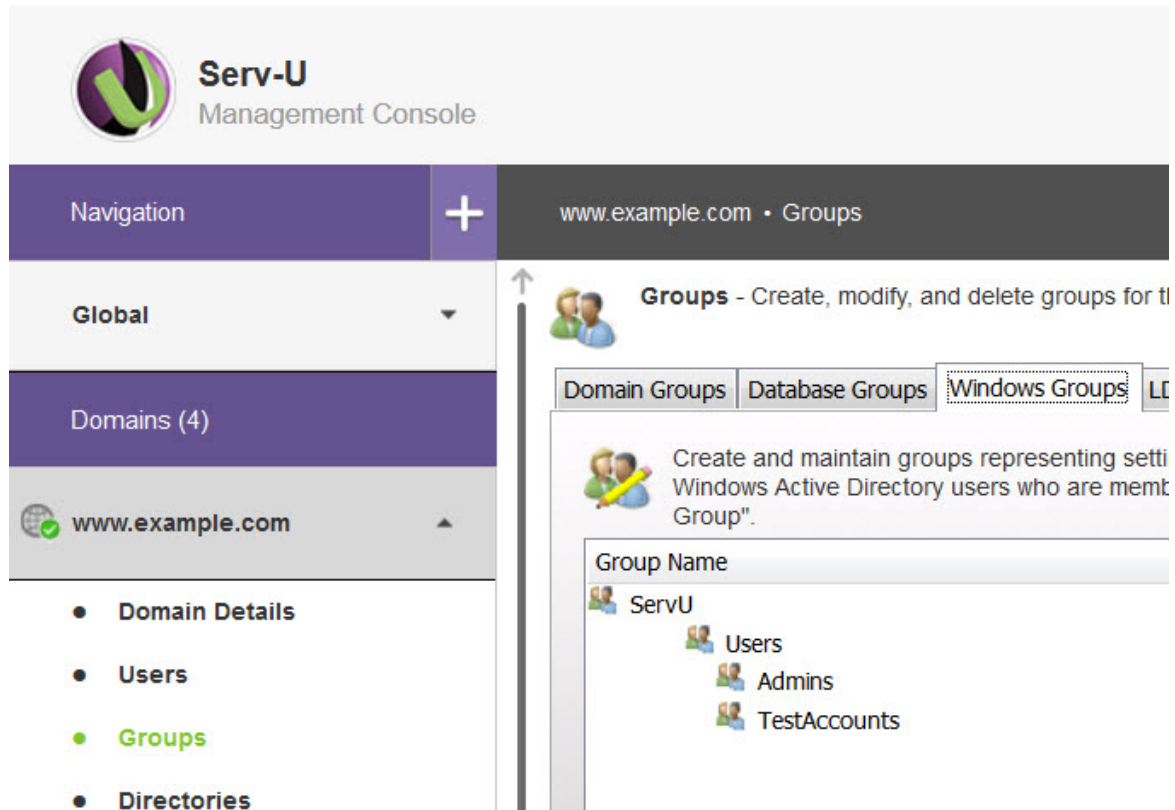 Serv-U
Management Console
Navigation
www.example.com • Groups
Global
Groups - Create, modify, and delete groups for
Domains (4)
Domain Groups
Database Groups
Windows Groups
Create and maintain groups representing
Windows Active Directory users who are
Group".
www.example.com
Group Name
ServU
Users
Admins
TestAccounts
Domain Details
Users
Groups
Directories